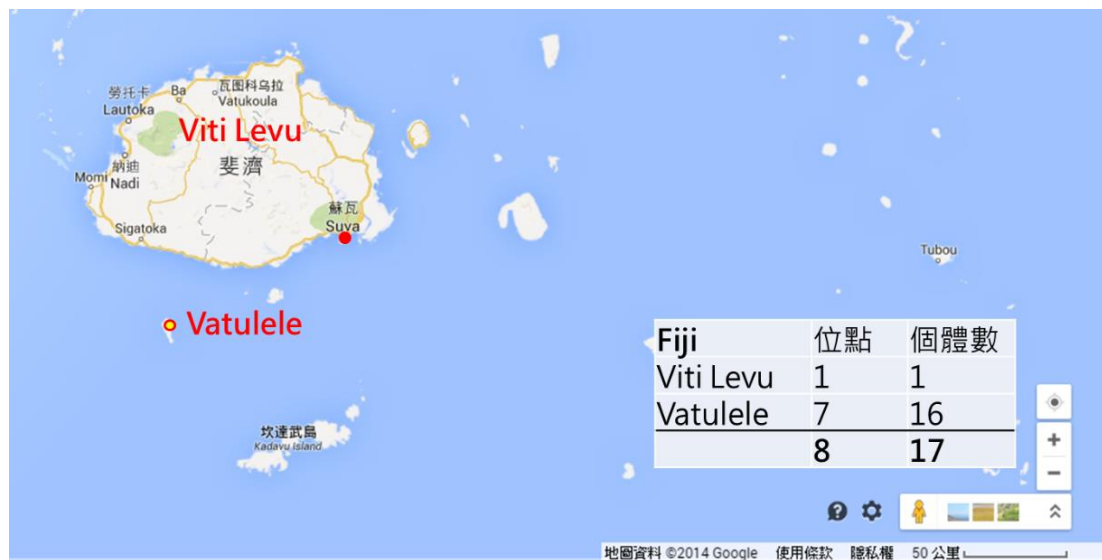 勞托卡
Lautoka
Ba
瓦图科乌拉
Vatukoula
Viti Levu
斐濟
納迪
Nadi
Momi
Sigatoka
蘇瓦
Suva
Tubou
Vatulele
坎達武島
Kadavu Island
Fiji 位點 個體數
Viti Levu 1 1
Vatulele 7 16
8 17
地圖資料 ©2014 Google 使用條款 隱私權 50 公里